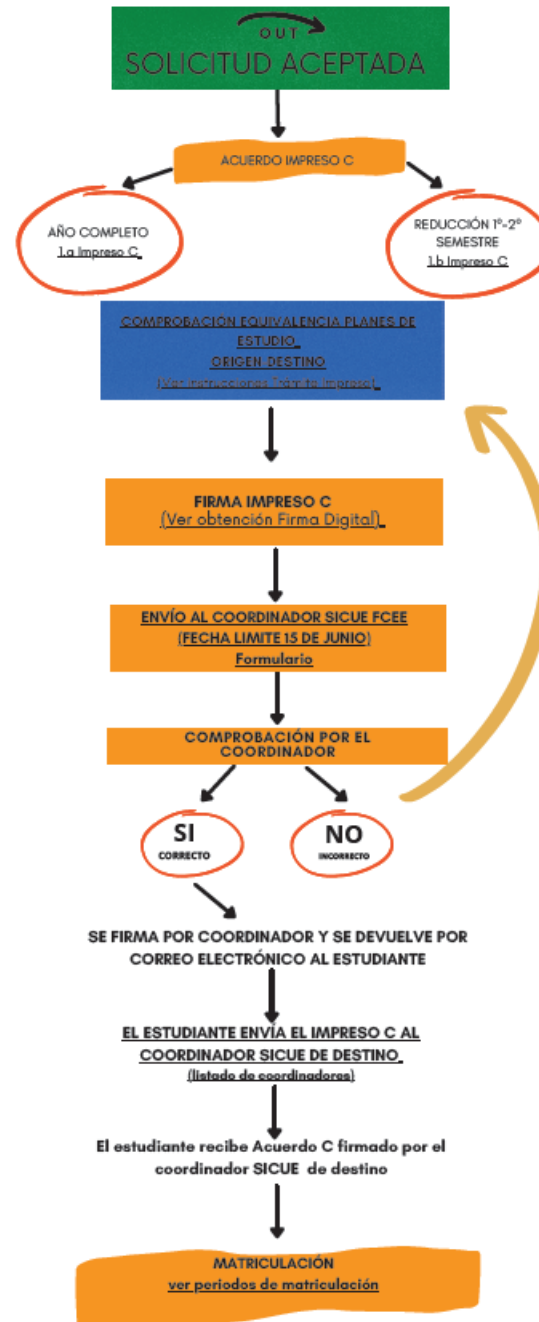 OUT
SOLICITUD ACEPTADA
ACUERDO IMPRESO C
AÑO COMPLETO
1.a Impreso C
REDUCCIÓN 1º-2º
SEMESTRE
1.b Impreso C
COMPROBACION EQUIVALENCIA PLANES DE
ESTUDIO
ORIGEN-DESTINO
(Ver instrucciones Trámite Impreso)
FIRMA IMPRESO C
(Ver obtención Firma Digital)
ENVÍO AL COORDINADOR SICUE FCEE
(FECHA LIMITE 15 DE JUNIO)
Formulario
COMPROBACIÓN POR EL
COORDINADOR
SI
CORRECTO
NO
INCORRECTO
SE FIRMA POR COORDINADOR Y SE DEVUELVE POR
CORREO ELECTRÓNICO AL ESTUDIANTE
EL ESTUDIANTE ENVÍA EL IMPRESO C AL
COORDINADOR SICUE DE DESTINO
(listado de coordinadores)
El estudiante recibe Acuerdo C firmado por el
coordinador SICUE de destino
MATRICULACIÓN
ver periodos de matriculación